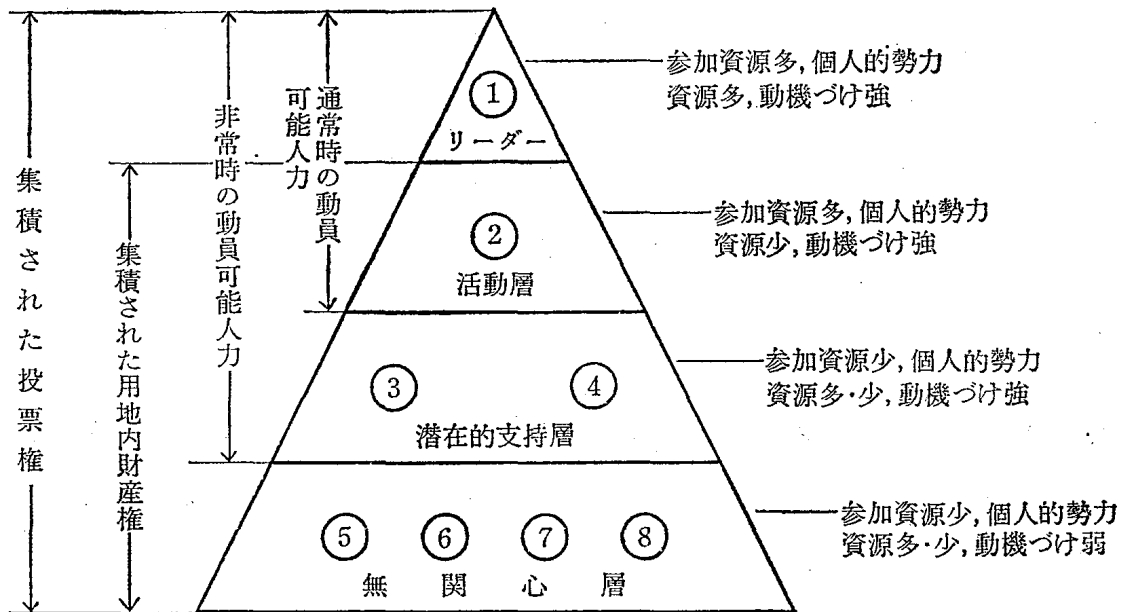 集積された投票権
集積された用地内財産権
非常時の動員可能人力
通常時の動員
可能人力
①
リーダー
②
活動層
③ ④
潜在的支持層
⑤ ⑥ ⑦ ⑧
無関心層
参加資源多,個人的勢力
資源多,動機づけ強
参加資源多,個人的勢力
資源少,動機づけ強
参加資源少,個人的勢力
資源多・少,動機づけ強
参加資源少,個人的勢力
資源多・少,動機づけ弱